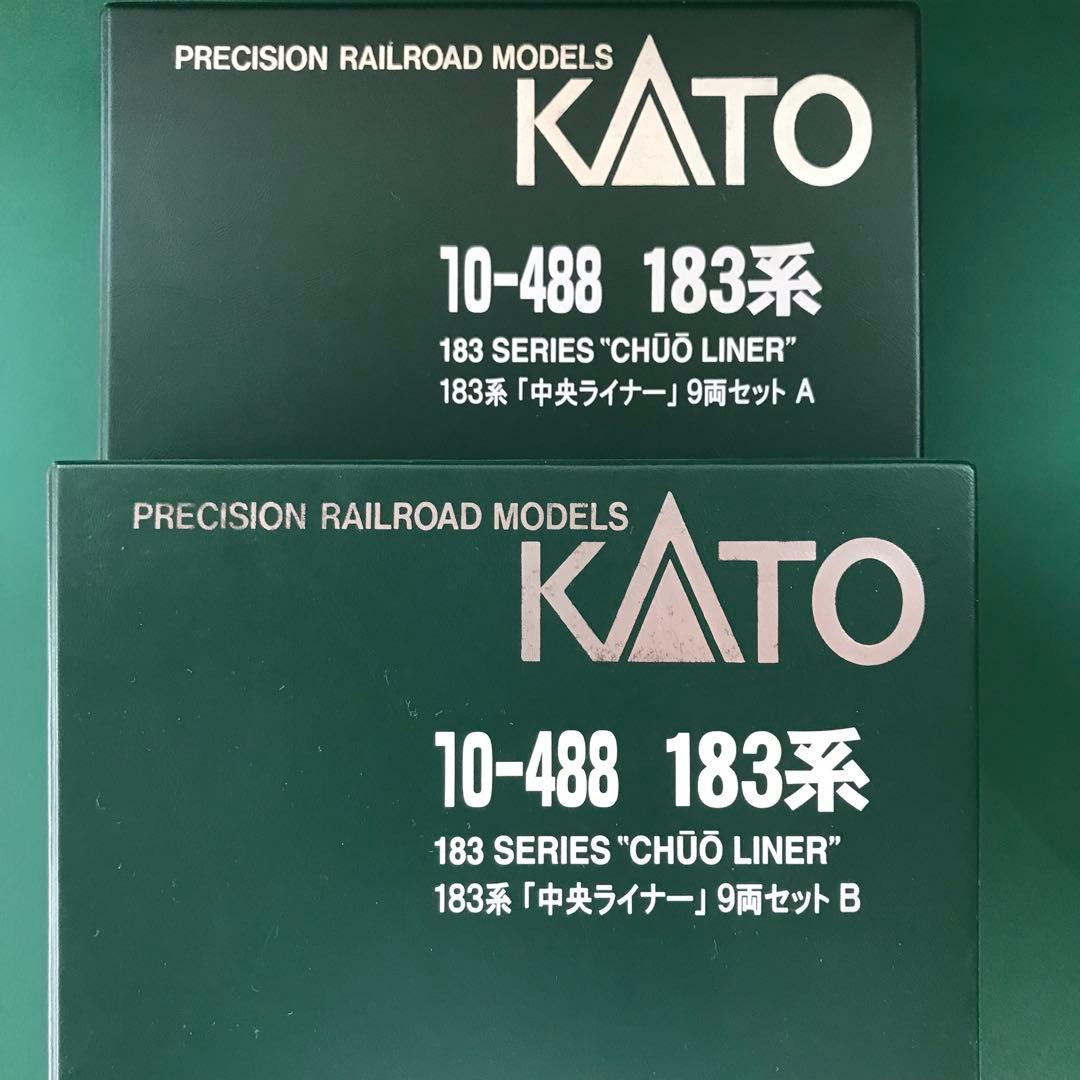 PRECISION RAILROAD MODELS
KATO
10-488 183系
183 SERIES "CHŪŌ LINER"
183系「中央ライナー」9両セット A
PRECISION RAILROAD MODELS
KATO
10-488 183系
183 SERIES "CHŪŌ LINER"
183系「中央ライナー」9両セット B